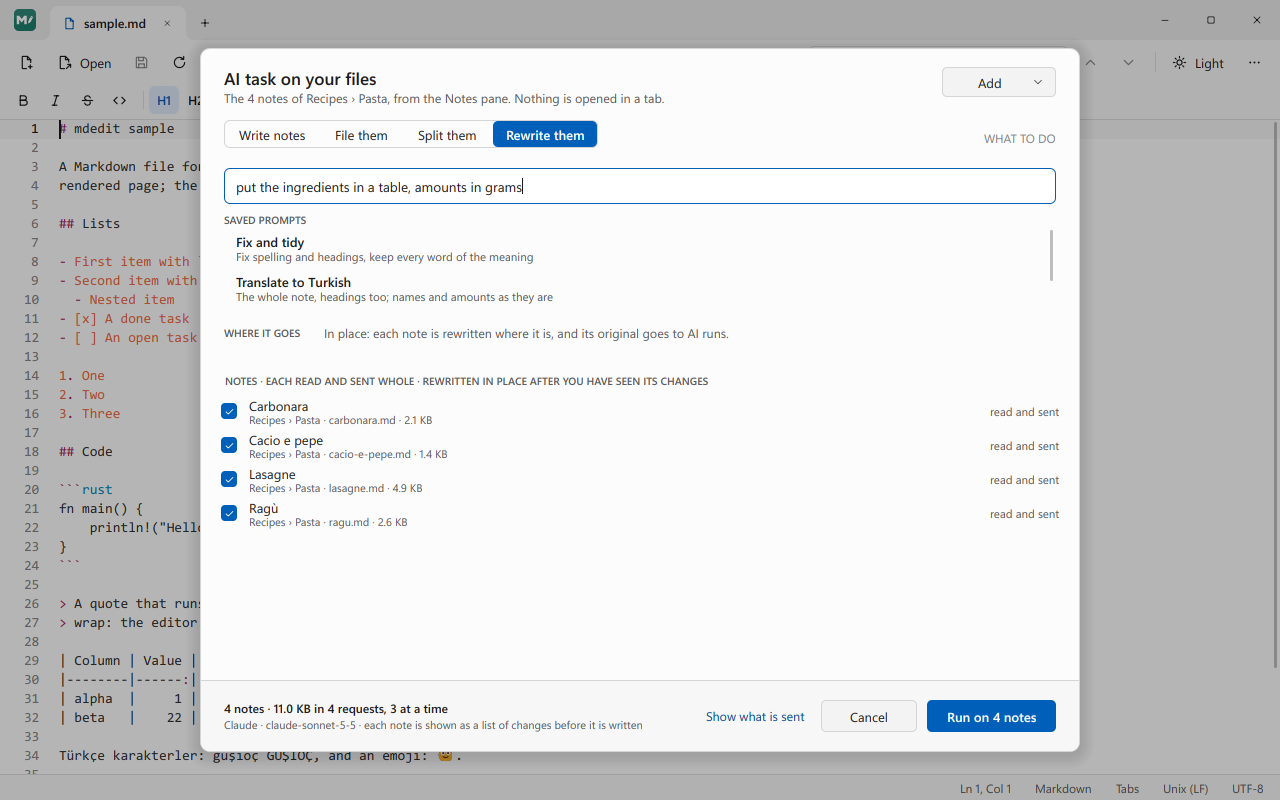 sample.md
Open
Light
B I S <> H1 H2
AI task on your files
The 4 notes of Recipes › Pasta, from the Notes pane. Nothing is opened in a tab.
Add
Write notes File them Split them Rewrite them
WHAT TO DO
put the ingredients in a table, amounts in grams
SAVED PROMPTS
Fix and tidy
Fix spelling and headings, keep every word of the meaning
Translate to Turkish
The whole note, headings too; names and amounts as they are
WHERE IT GOES In place: each note is rewritten where it is, and its original goes to AI runs.
NOTES · EACH READ AND SENT WHOLE · REWRITTEN IN PLACE AFTER YOU HAVE SEEN ITS CHANGES
Carbonara
Recipes › Pasta · carbonara.md · 2.1 KB
read and sent
Cacio e pepe
Recipes › Pasta · cacio-e-pepe.md · 1.4 KB
read and sent
Lasagne
Recipes › Pasta · lasagne.md · 4.9 KB
read and sent
Ragù
Recipes › Pasta · ragu.md · 2.6 KB
read and sent
4 notes · 11.0 KB in 4 requests, 3 at a time
Claude · claude-sonnet-5-5 · each note is shown as a list of changes before it is written
Show what is sent
Cancel
Run on 4 notes
1 # mdedit sample
2
3 A Markdown file for
4 rendered page; the
5
6 ## Lists
7
8 - First item with
9 - Second item with
10 - Nested item
11 - [x] A done task
12 - [ ] An open task
13
14 1. One
15 2. Two
16 3. Three
17
18 ## Code
19
20 ```rust
21 fn main() {
22 println!("Hello
23 }
24 ```
25
26 > A quote that runs
27 > wrap: the editor
28
29 | Column | Value |
30 |--------|------:|
31 | alpha | 1 |
32 | beta | 22 |
33
34 Türkçe karakterler: ğüşıöç ĞÜŞİÖÇ, and an emoji: 🙂.
35
Ln 1, Col 1 Markdown Tabs Unix (LF) UTF-8